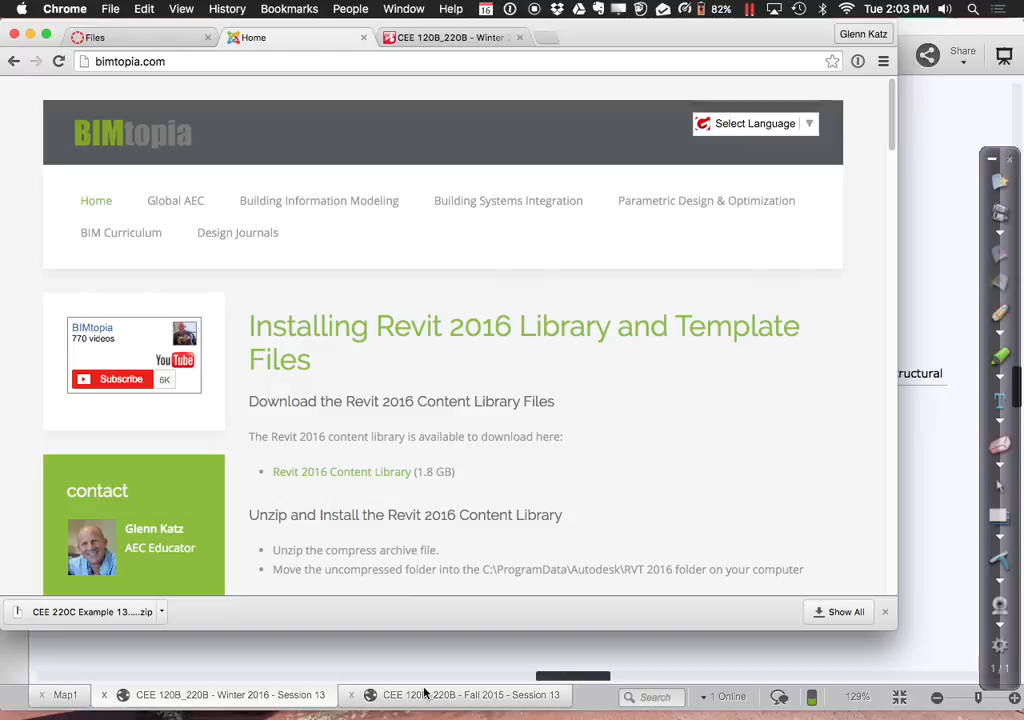 Chrome File Edit View History Bookmarks People Window Help 16 82% Tue 2:03 PM
Files Home CEE 120B_220B - Winter 2 Glenn Katz
bimtopia.com
Share
BIMtopia Select Language
Home Global AEC Building Information Modeling Building Systems Integration Parametric Design & Optimization
BIM Curriculum Design Journals
BIMtopia
770 videos
YouTube
Subscribe 6K
Installing Revit 2016 Library and Template
Files
ructural
Download the Revit 2016 Content Library Files
The Revit 2016 content library is available to download here:
• Revit 2016 Content Library (1.8 GB)
contact
Glenn Katz
AEC Educator
Unzip and Install the Revit 2016 Content Library
• Unzip the compress archive file.
• Move the uncompressed folder into the C:\ProgramData\Autodesk\RVT 2016 folder on your computer
CEE 220C Example 13.....zip Show All
1 / 1
Map1 CEE 120B_220B - Winter 2016 - Session 13 CEE 120B_220B - Fall 2015 - Session 13 Search 1 Online 129%